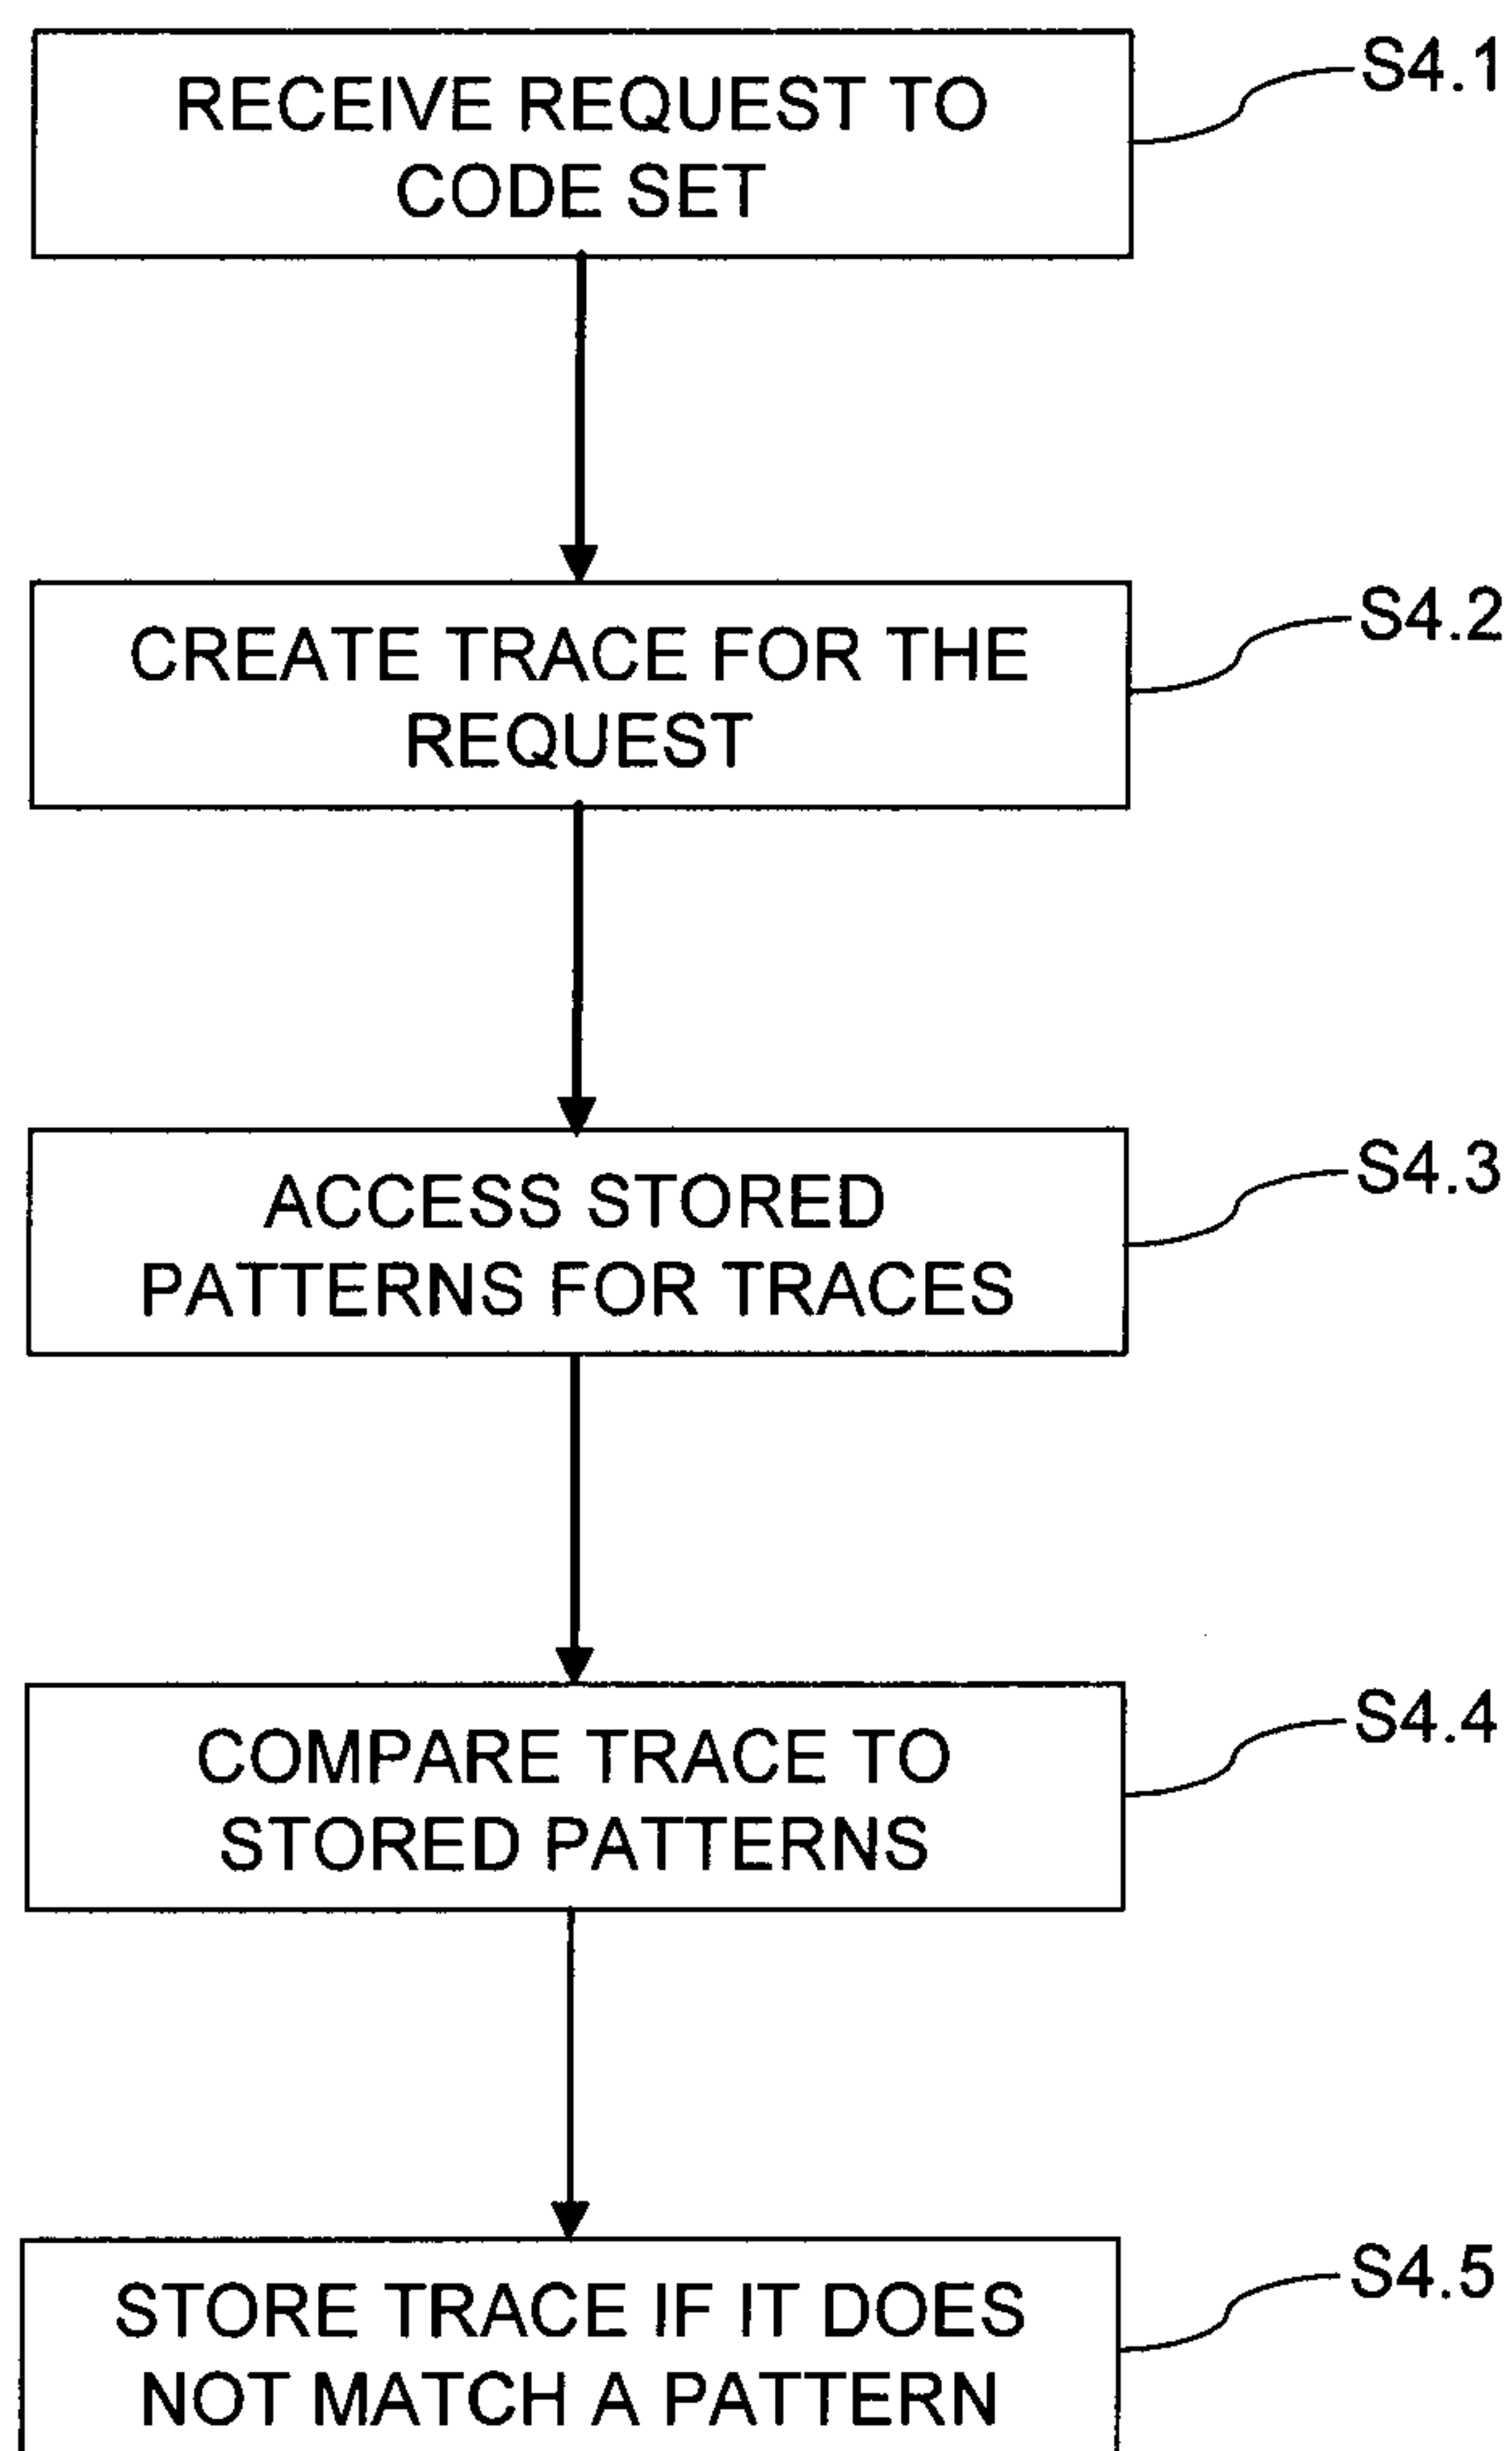 RECEIVE REQUEST TO
CODE SET
S4.1
CREATE TRACE FOR THE
REQUEST
S4.2
ACCESS STORED
PATTERNS FOR TRACES
S4.3
COMPARE TRACE TO
STORED PATTERNS
S4.4
STORE TRACE IF IT DOES
NOT MATCH A PATTERN
S4.5